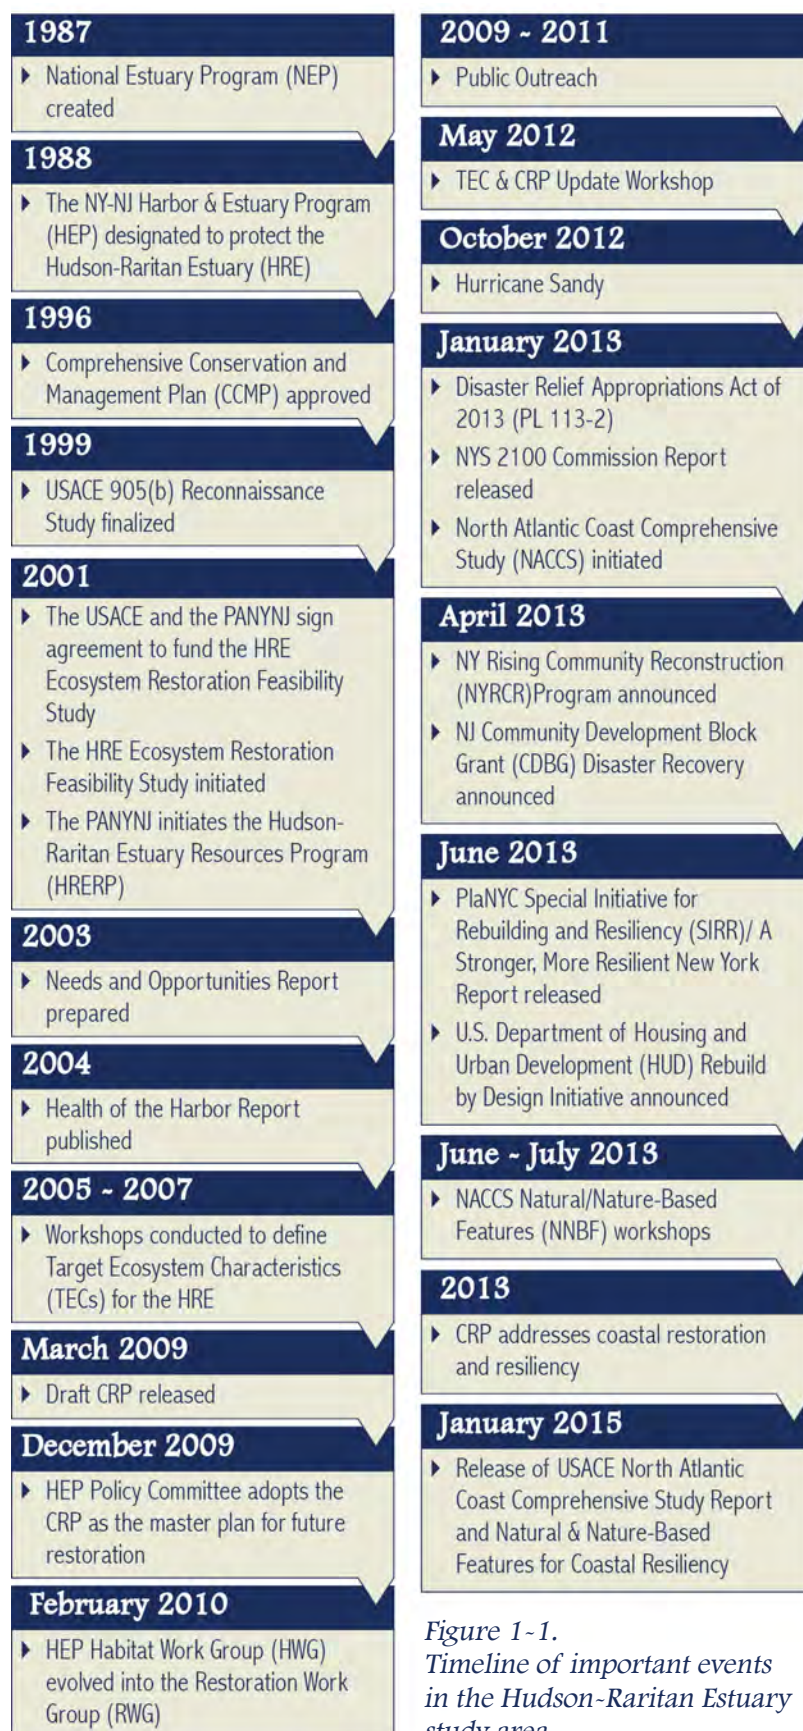 1987
National Estuary Program (NEP)
created
1988
The NY-NJ Harbor & Estuary Program
(HEP) designated to protect the
Hudson-Raritan Estuary (HRE)
1996
Comprehensive Conservation and
Management Plan (CCMP) approved
1999
USACE 905(b) Reconnaissance
Study finalized
2001
The USACE and the PANYNJ sign
agreement to fund the HRE
Ecosystem Restoration Feasibility
Study
The HRE Ecosystem Restoration
Feasibility Study initiated
The PANYNJ initiates the Hudson-
Raritan Estuary Resources Program
(HRERP)
2003
Needs and Opportunities Report
prepared
2004
Health of the Harbor Report
published
2005 - 2007
Workshops conducted to define
Target Ecosystem Characteristics
(TECs) for the HRE
March 2009
Draft CRP released
December 2009
HEP Policy Committee adopts the
CRP as the master plan for future
restoration
February 2010
HEP Habitat Work Group (HWG)
evolved into the Restoration Work
Group (RWG)
2009 - 2011
Public Outreach
May 2012
TEC & CRP Update Workshop
October 2012
Hurricane Sandy
January 2013
Disaster Relief Appropriations Act of
2013 (PL 113-2)
NYS 2100 Commission Report
released
North Atlantic Coast Comprehensive
Study (NACCS) initiated
April 2013
NY Rising Community Reconstruction
(NYRCR)Program announced
NJ Community Development Block
Grant (CDBG) Disaster Recovery
announced
June 2013
PlaNYC Special Initiative for
Rebuilding and Resiliency (SIRR)/ A
Stronger, More Resilient New York
Report released
U.S. Department of Housing and
Urban Development (HUD) Rebuild
by Design Initiative announced
June - July 2013
NACCS Natural/Nature-Based
Features (NNBF) workshops
2013
CRP addresses coastal restoration
and resiliency
January 2015
Release of USACE North Atlantic
Coast Comprehensive Study Report
and Natural & Nature-Based
Features for Coastal Resiliency
Figure 1-1.
Timeline of important events
in the Hudson-Raritan Estuary
study area